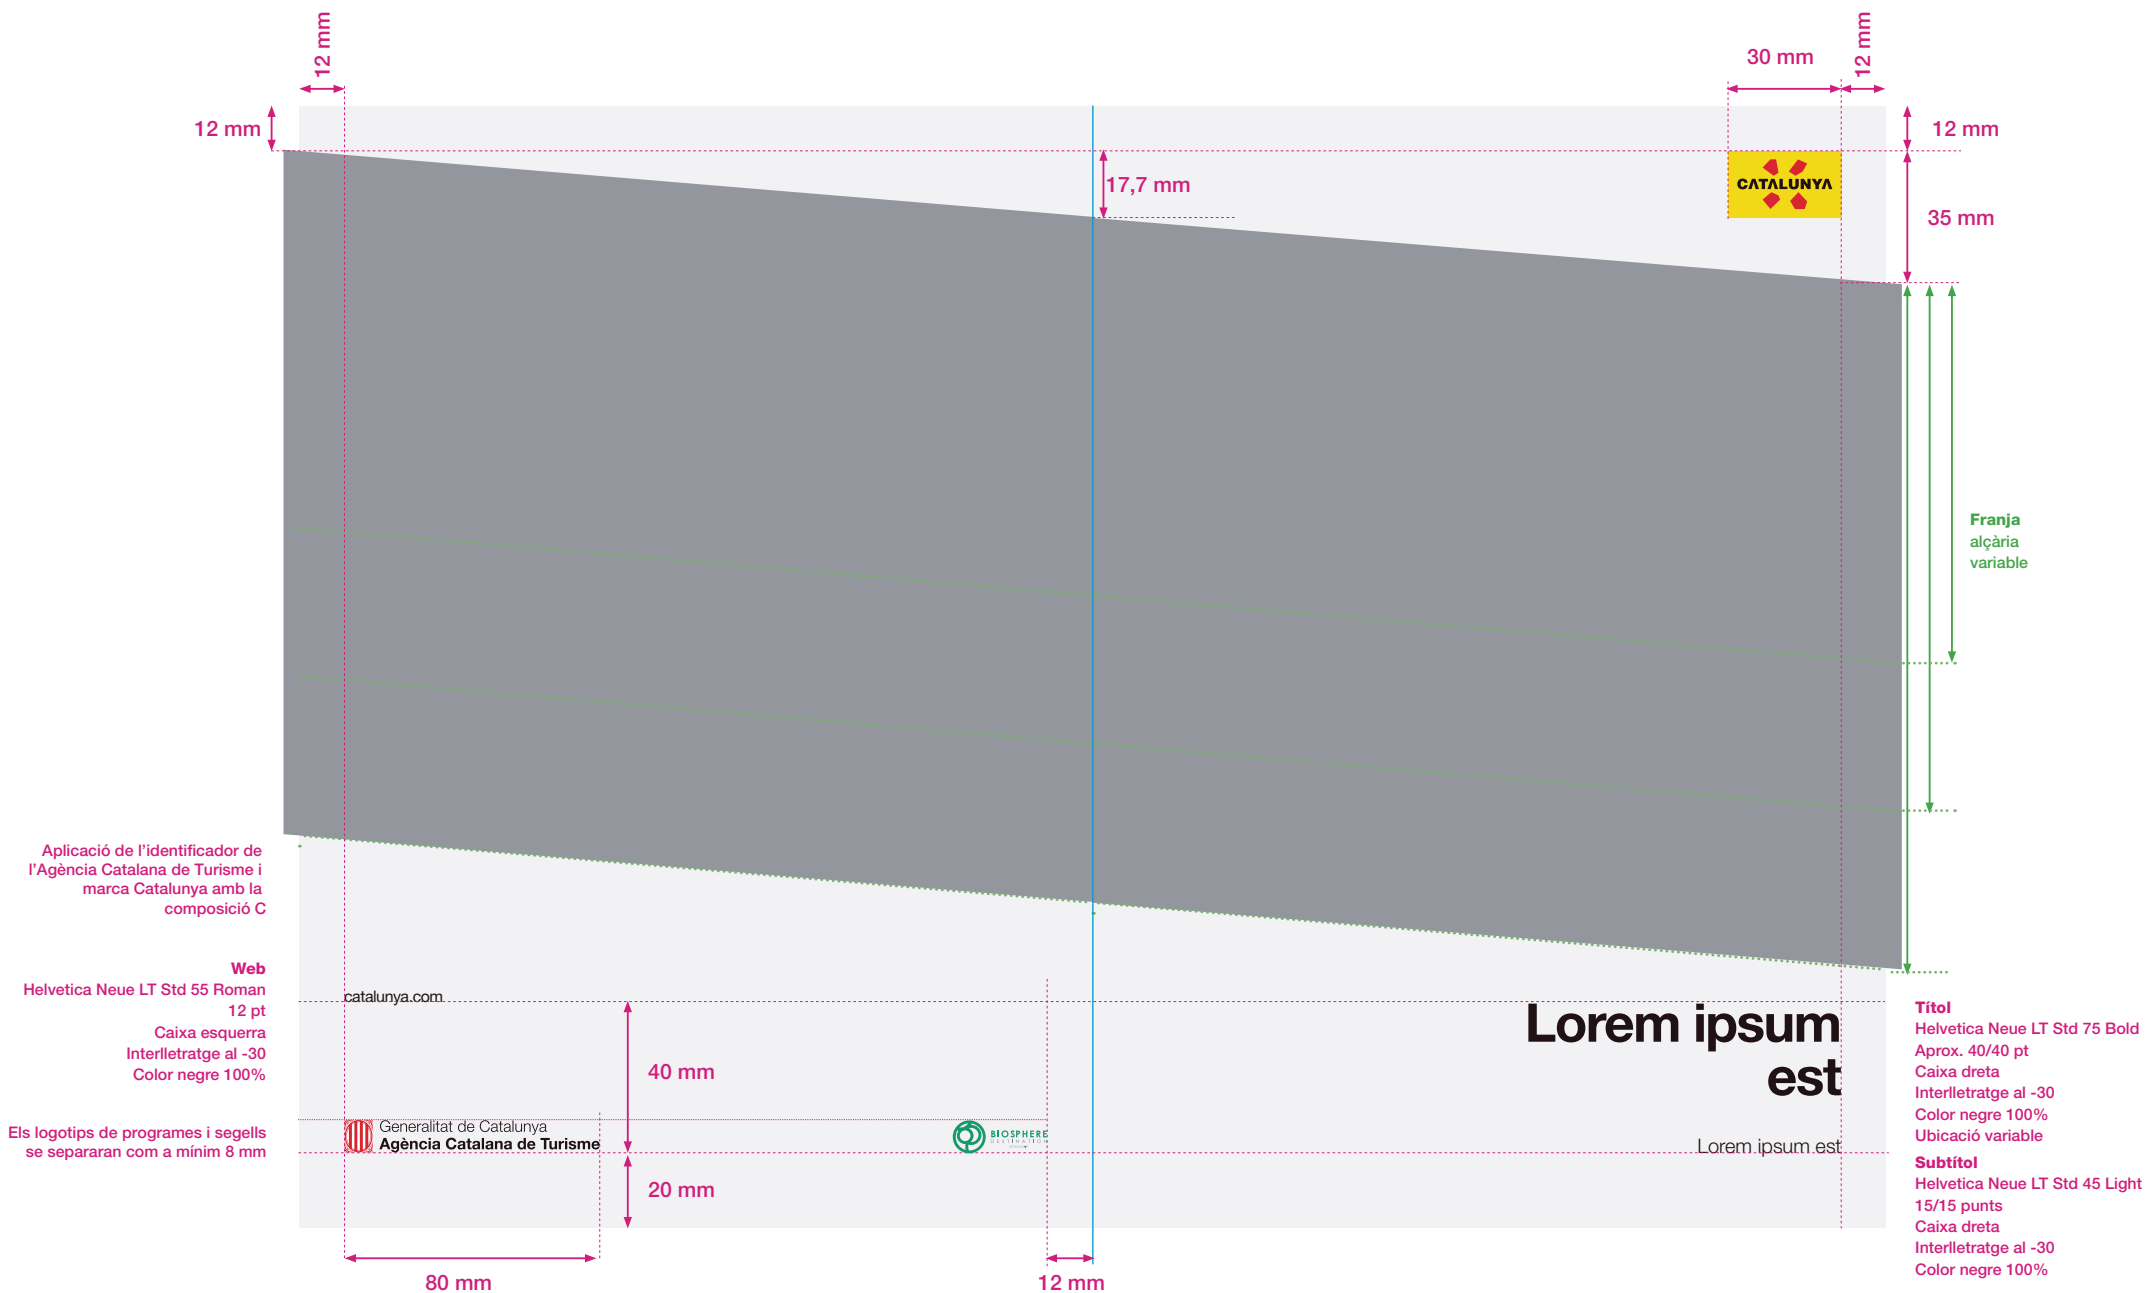 12 mm
30 mm
12 mm
12 mm
12 mm
17,7 mm
CATALUNYA
35 mm
Franja
alçària
variable
Aplicació de l’identificador de
l’Agència Catalana de Turisme i
marca Catalunya amb la
composició C
Web
Helvetica Neue LT Std 55 Roman
12 pt
Caixa esquerra
Interlletratge al -30
Color negre 100%
Els logotips de programes i segells
se separaran com a mínim 8 mm
catalunya.com
40 mm
Generalitat de Catalunya
Agència Catalana de Turisme
BIOSPHERE
DESTINATION
20 mm
80 mm
12 mm
Lorem ipsum
est
Lorem ipsum est
Títol
Helvetica Neue LT Std 75 Bold
Aprox. 40/40 pt
Caixa dreta
Interlletratge al -30
Color negre 100%
Ubicació variable
Subtítol
Helvetica Neue LT Std 45 Light
15/15 punts
Caixa dreta
Interlletratge al -30
Color negre 100%